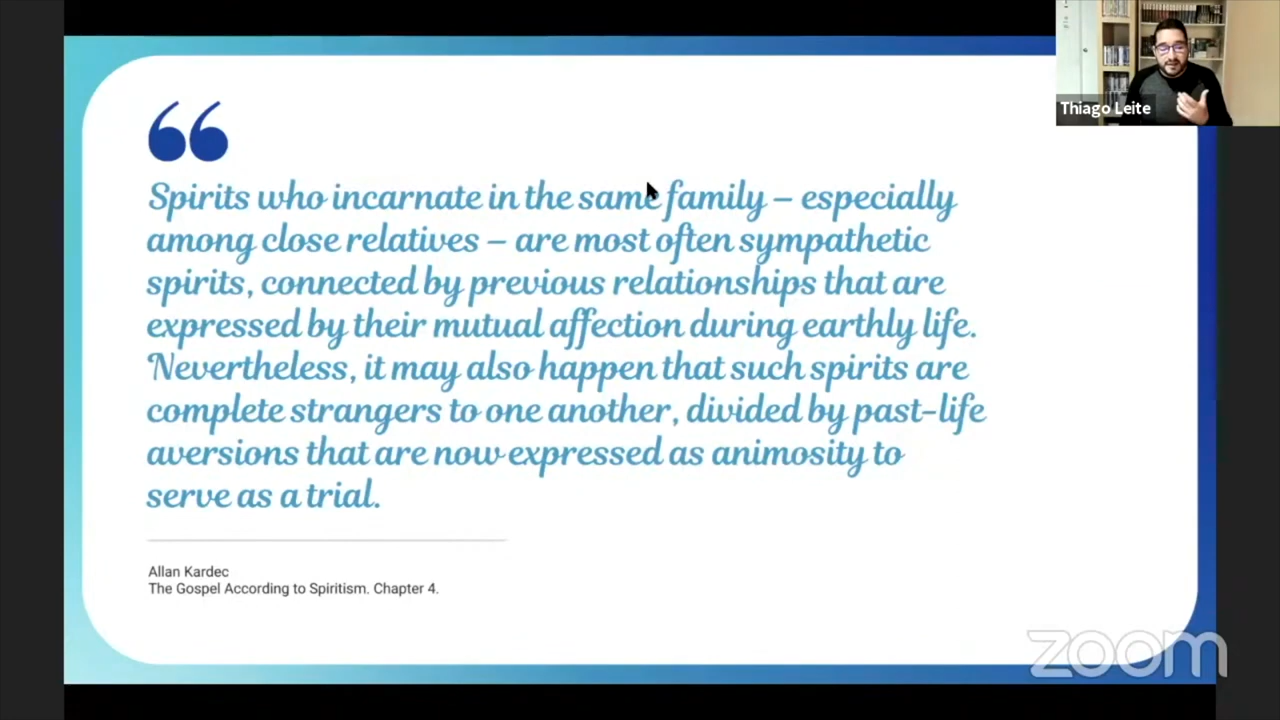 Thiago Leite
Spirits who incarnate in the same family – especially
among close relatives – are most often sympathetic
spirits, connected by previous relationships that are
expressed by their mutual affection during earthly life.
Nevertheless, it may also happen that such spirits are
complete strangers to one another, divided by past-life
aversions that are now expressed as animosity to
serve as a trial.
Allan Kardec
The Gospel According to Spiritism. Chapter 4.
zoom